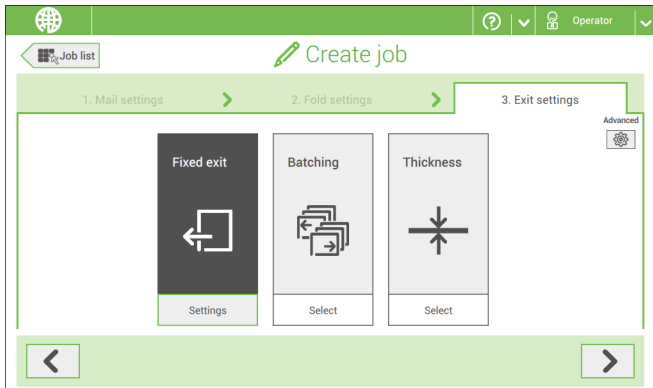 Operator
Job list
Create job
1. Mail settings
2. Fold settings
3. Exit settings
Advanced
Fixed exit
Batching
Thickness
Settings
Select
Select